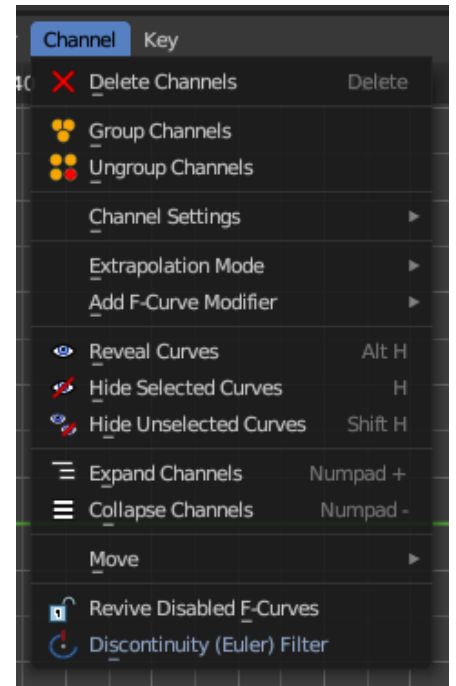 Channel Key
40
Delete Channels Delete
Group Channels
Ungroup Channels
Channel Settings
Extrapolation Mode
Add F-Curve Modifier
Reveal Curves Alt H
Hide Selected Curves H
Hide Unselected Curves Shift H
Expand Channels Numpad +
Collapse Channels Numpad -
Move
Revive Disabled F-Curves
Discontinuity (Euler) Filter